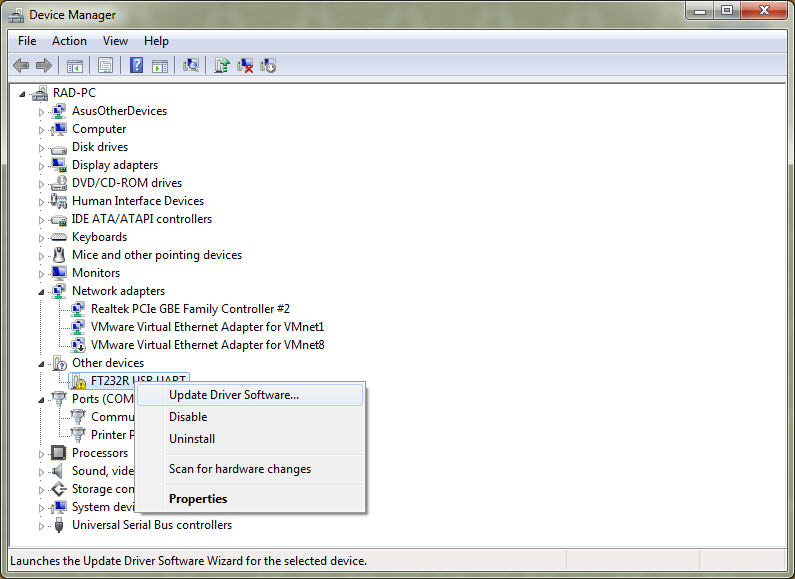 Device Manager
File Action View Help
RAD-PC
AsusOtherDevices
Computer
Disk drives
Display adapters
DVD/CD-ROM drives
Human Interface Devices
IDE ATA/ATAPI controllers
Keyboards
Mice and other pointing devices
Monitors
Network adapters
Realtek PCIe GBE Family Controller #2
VMware Virtual Ethernet Adapter for VMnet1
VMware Virtual Ethernet Adapter for VMnet8
Other devices
FT232R USB UART
Ports (COM
Commu
Printer P
Processors
Sound, vide
Storage con
System devi
Universal Serial Bus controllers
Update Driver Software...
Disable
Uninstall
Scan for hardware changes
Properties
Launches the Update Driver Software Wizard for the selected device.